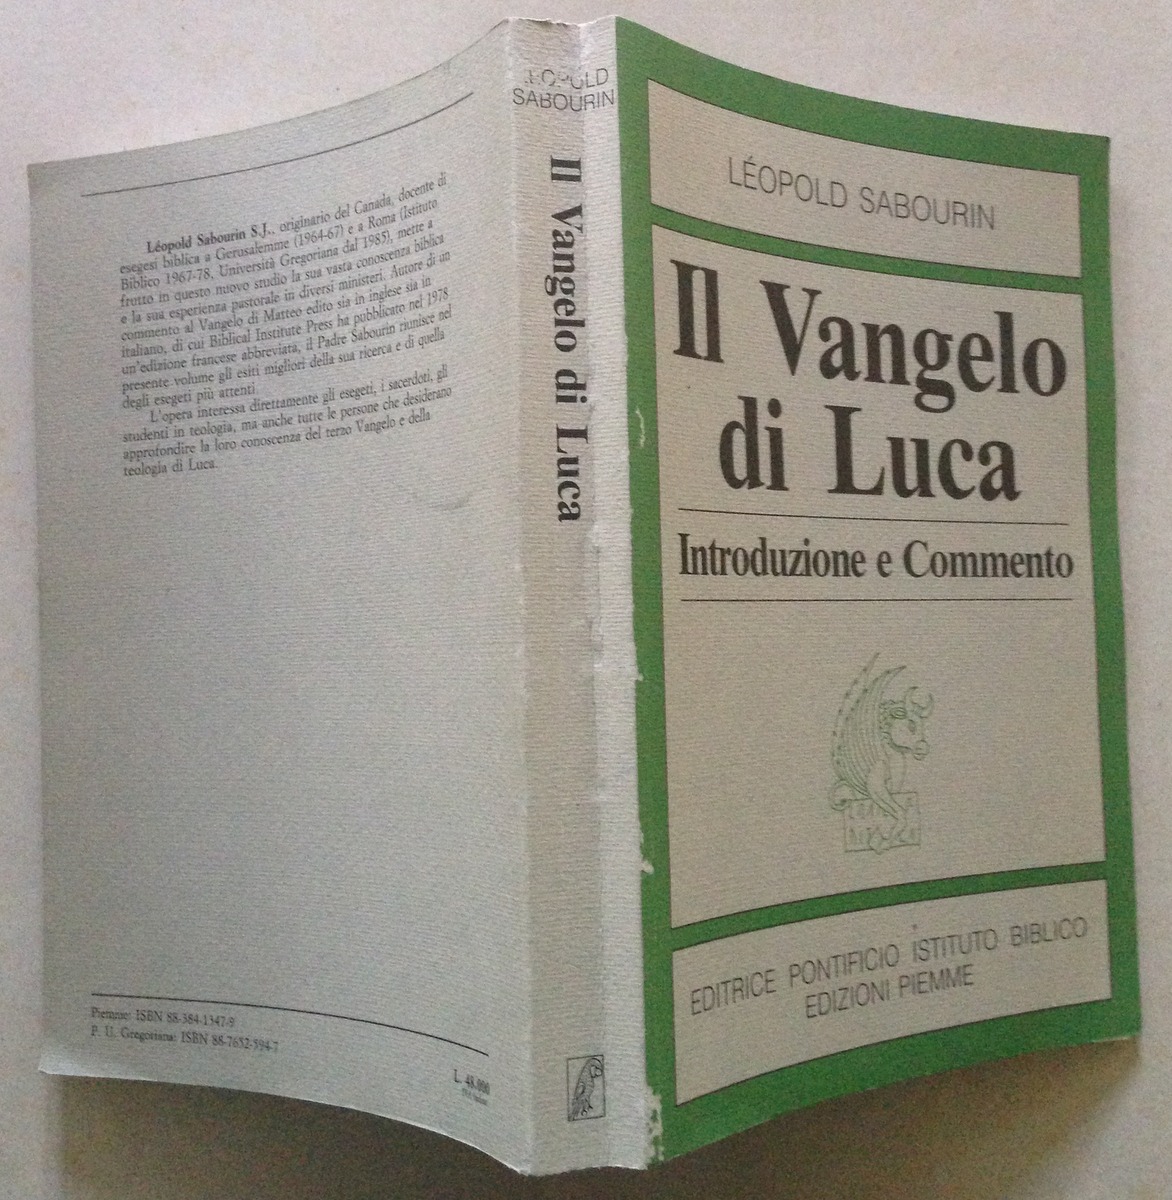 Léopold Sabourin S.J., originario del Canada, docente di
esegesi biblica a Gerusalemme (1964-67) e a Roma (Istituto
Biblico 1967-78, Università Gregoriana dal 1985), mette a
frutto in questo nuovo studio la sua vasta conoscenza biblica
e la sua esperienza pastorale in diversi ministeri. Autore di un
commento al Vangelo di Matteo edito sia in inglese sia in
italiano, di cui Biblical Institute Press ha pubblicato nel 1978
un'edizione francese abbreviata, il Padre Sabourin riunisce nel
presente volume gli esiti migliori della sua ricerca e di quella
degli esegeti più attenti.
L'opera interessa direttamente gli esegeti, i sacerdoti, gli
studenti in teologia, ma anche tutte le persone che desiderano
approfondire la loro conoscenza del terzo Vangelo e della
teologia di Luca.
Piemme: ISBN 88-384-1347-9
P. U. Gregoriana: ISBN 88-7652-594-7
L. 48.000
LÉOPOLD
SABOURIN
Il Vangelo di Luca
LÉOPOLD SABOURIN
Il Vangelo
di Luca
Introduzione e Commento
EDITRICE PONTIFICIO ISTITUTO BIBLICO
EDIZIONI PIEMME